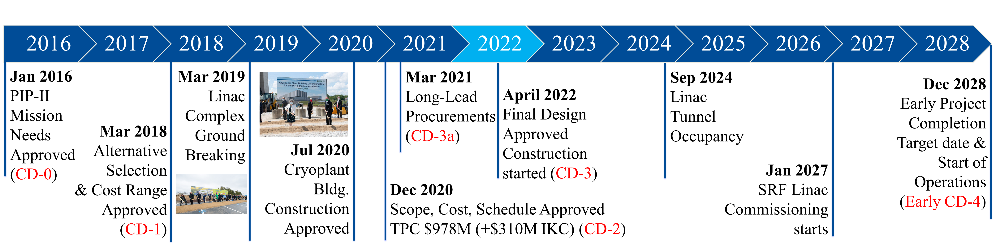 2016 2017 2018 2019 2020 2021 2022 2023 2024 2025 2026 2027 2028
Jan 2016
PIP-II
Mission
Needs
Approved
(CD-0)
Mar 2018
Alternative
Selection
& Cost Range
Approved
(CD-1)
Mar 2019
Linac
Complex
Ground
Breaking
Cryogenic Plant Building Groundbreaking
for the PIP-II Particle Accelerator
July 22, 2020
Jul 2020
Cryoplant
Bldg.
Construction
Approved
Dec 2020
Scope, Cost, Schedule Approved
TPC $978M (+$310M IKC) (CD-2)
Mar 2021
Long-Lead
Procurements
(CD-3a)
April 2022
Final Design
Approved
Construction
started (CD-3)
Sep 2024
Linac
Tunnel
Occupancy
Jan 2027
SRF Linac
Commissioning
starts
Dec 2028
Early Project
Completion
Target date &
Start of
Operations
(Early CD-4)